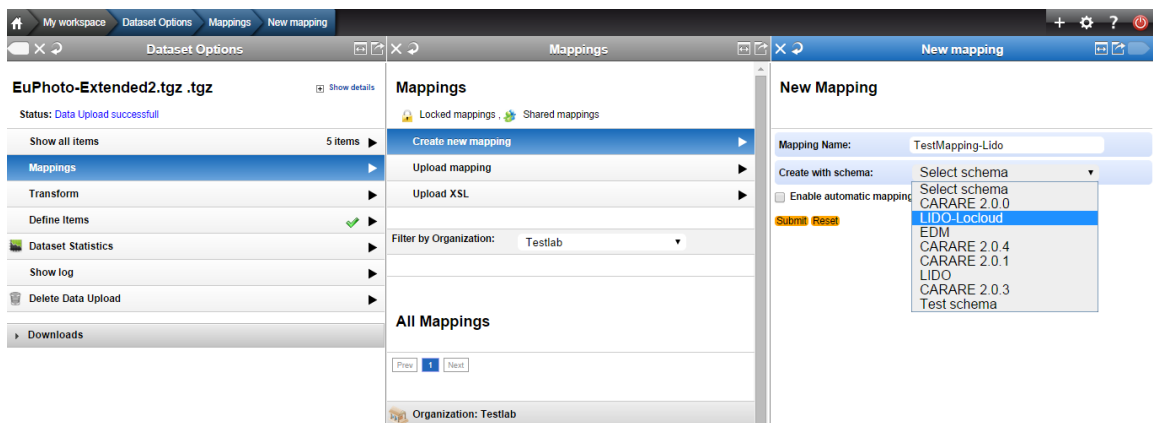 My workspace Dataset Options Mappings New mapping
+ ?
Dataset Options
EuPhoto-Extended2.tgz .tgz
Show details
Status: Data Upload successfull
Show all items 5 items
Mappings
Transform
Define Items
Dataset Statistics
Show log
Delete Data Upload
Downloads
Mappings
Mappings
Locked mappings , Shared mappings
Create new mapping
Upload mapping
Upload XSL
Filter by Organization: Testlab
All Mappings
Prev 1 Next
Organization: Testlab
New mapping
New Mapping
Mapping Name: TestMapping-Lido
Create with schema: Select schema
Select schema
CARARE 2.0.0
LIDO-Locloud
EDM
CARARE 2.0.4
CARARE 2.0.1
LIDO
CARARE 2.0.3
Test schema
Enable automatic mapping
Submit Reset